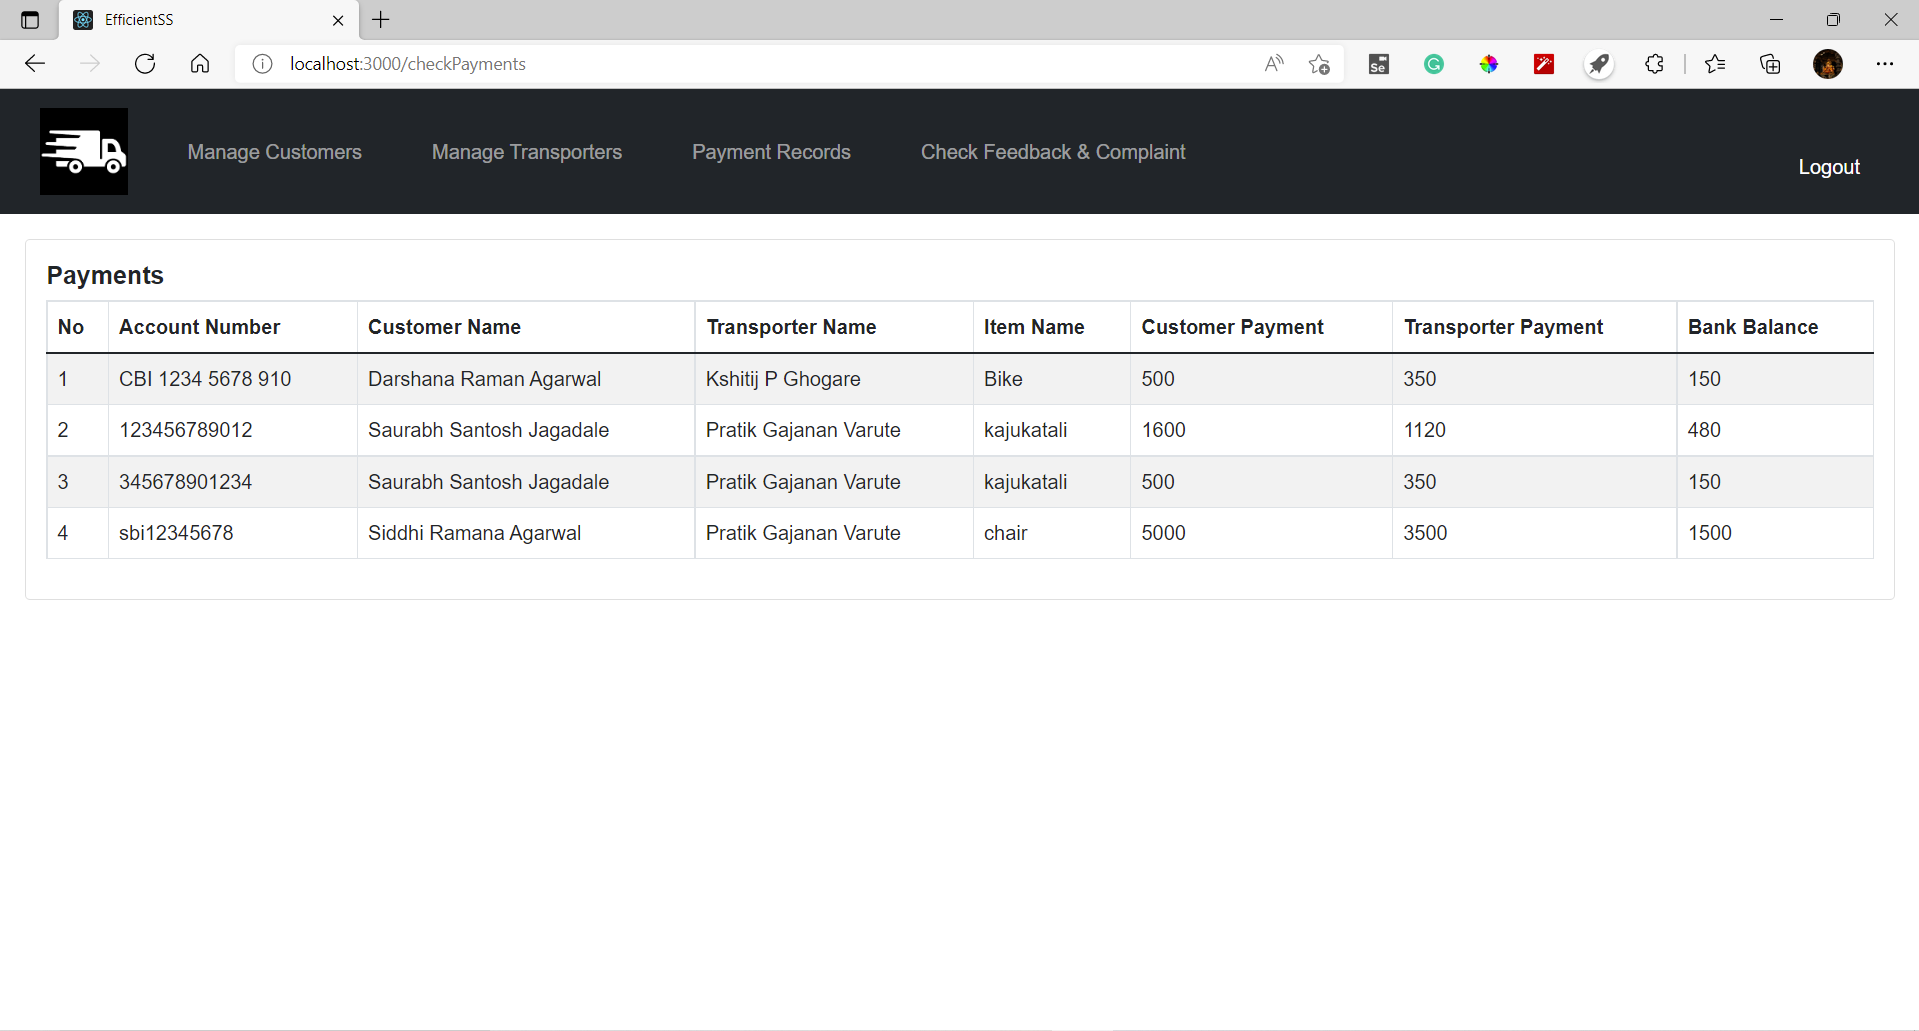 EfficientSS
localhost:3000/checkPayments
Manage Customers Manage Transporters Payment Records Check Feedback & Complaint
Logout
Payments
No Account Number Customer Name Transporter Name Item Name Customer Payment Transporter Payment Bank Balance
1 CBI 1234 5678 910 Darshana Raman Agarwal Kshitij P Ghogare Bike 500 350 150
2 123456789012 Saurabh Santosh Jagadale Pratik Gajanan Varute kajukatali 1600 1120 480
3 345678901234 Saurabh Santosh Jagadale Pratik Gajanan Varute kajukatali 500 350 150
4 sbi12345678 Siddhi Ramana Agarwal Pratik Gajanan Varute chair 5000 3500 1500